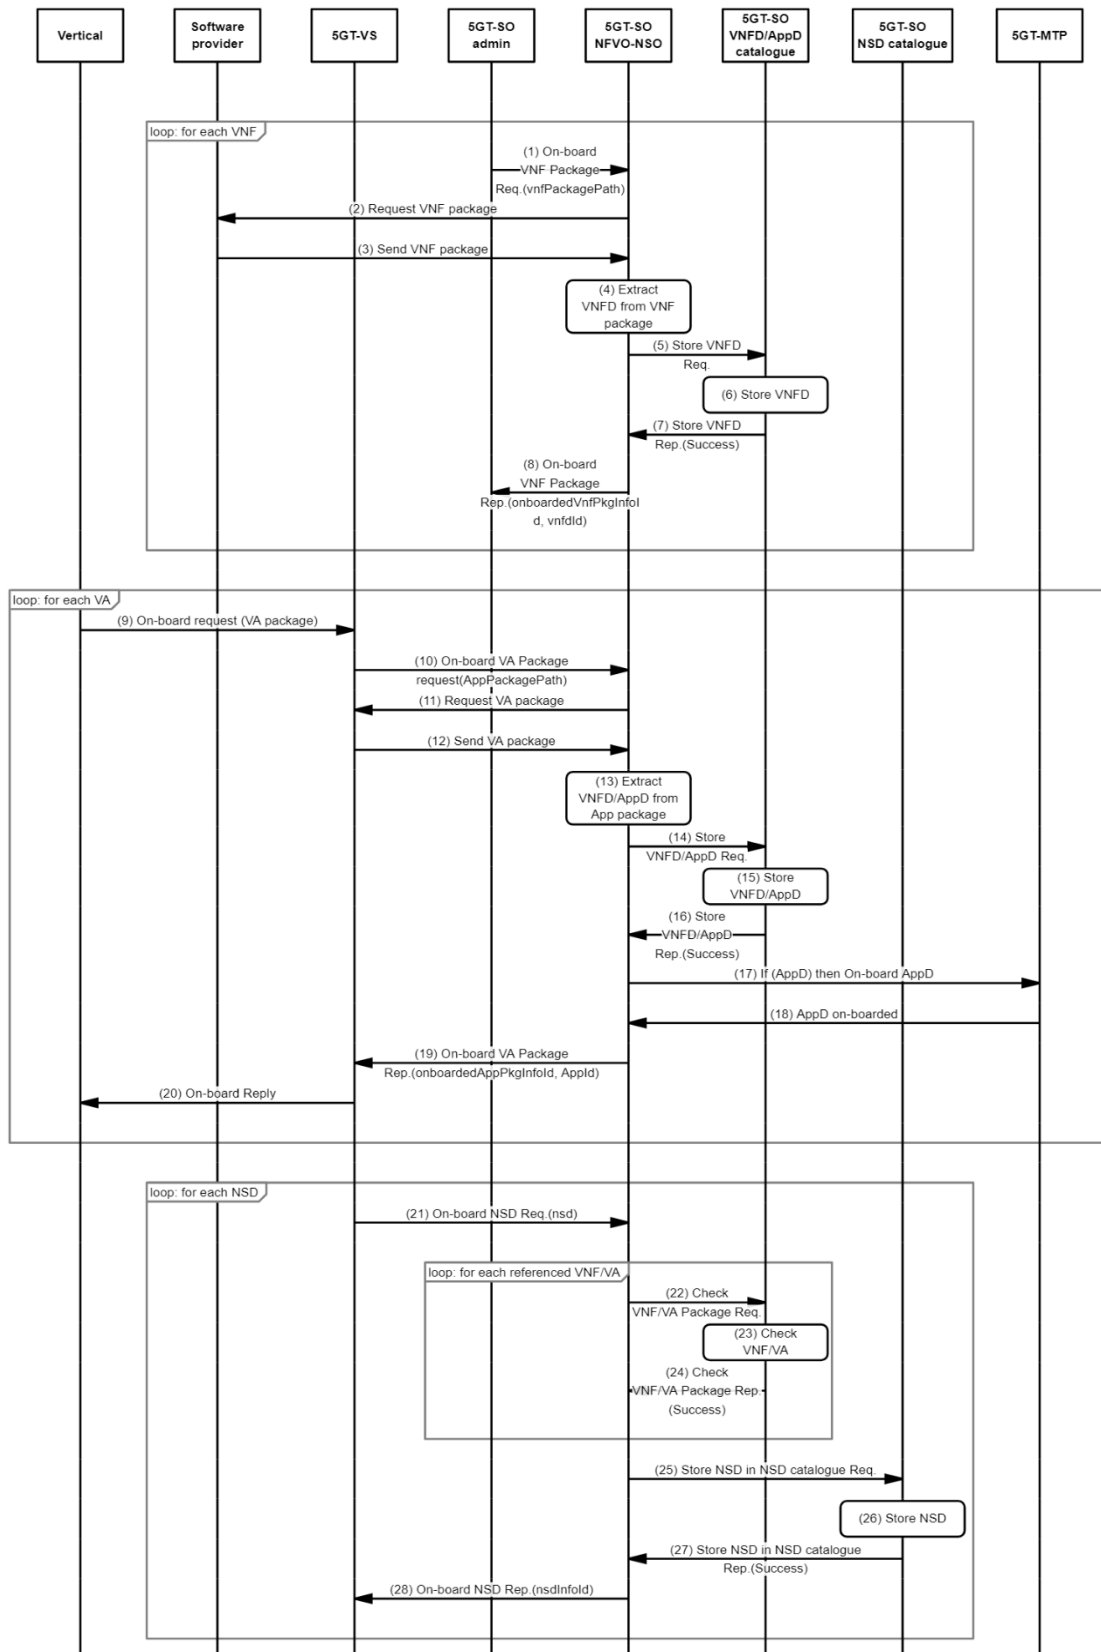 Vertical
Software
provider
5GT-VS
5GT-SO
admin
5GT-SO
NFVO-NSO
5GT-SO
VNFD/AppD
catalogue
5GT-SO
NSD catalogue
5GT-MTP
loop: for each VNF
(1) On-board
VNF Package
Req.(vnfPackagePath)
(2) Request VNF package
(3) Send VNF package
(4) Extract
VNFD from VNF
package
(5) Store VNFD
Req.
(6) Store VNFD
(7) Store VNFD
Rep.(Success)
(8) On-board
VNF Package
Rep.(onboardedVnfPkgInfoI
d, vnfdId)
loop: for each VA
(9) On-board request (VA package)
(10) On-board VA Package
request(AppPackagePath)
(11) Request VA package
(12) Send VA package
(13) Extract
VNFD/AppD from
App package
(14) Store
VNFD/AppD Req.
(15) Store
VNFD/AppD
(16) Store
VNFD/AppD
Rep.(Success)
(17) If (AppD) then On-board AppD
(18) AppD on-boarded
(19) On-board VA Package
Rep.(onboardedAppPkgInfoId, AppId)
(20) On-board Reply
loop: for each NSD
(21) On-board NSD Req.(nsd)
loop: for each referenced VNF/VA
(22) Check
VNF/VA Package Req.
(23) Check
VNF/VA
(24) Check
VNF/VA Package Rep.
(Success)
(25) Store NSD in NSD catalogue Req.
(26) Store NSD
(27) Store NSD in NSD catalogue
Rep.(Success)
(28) On-board NSD Rep.(nsdInfoId)